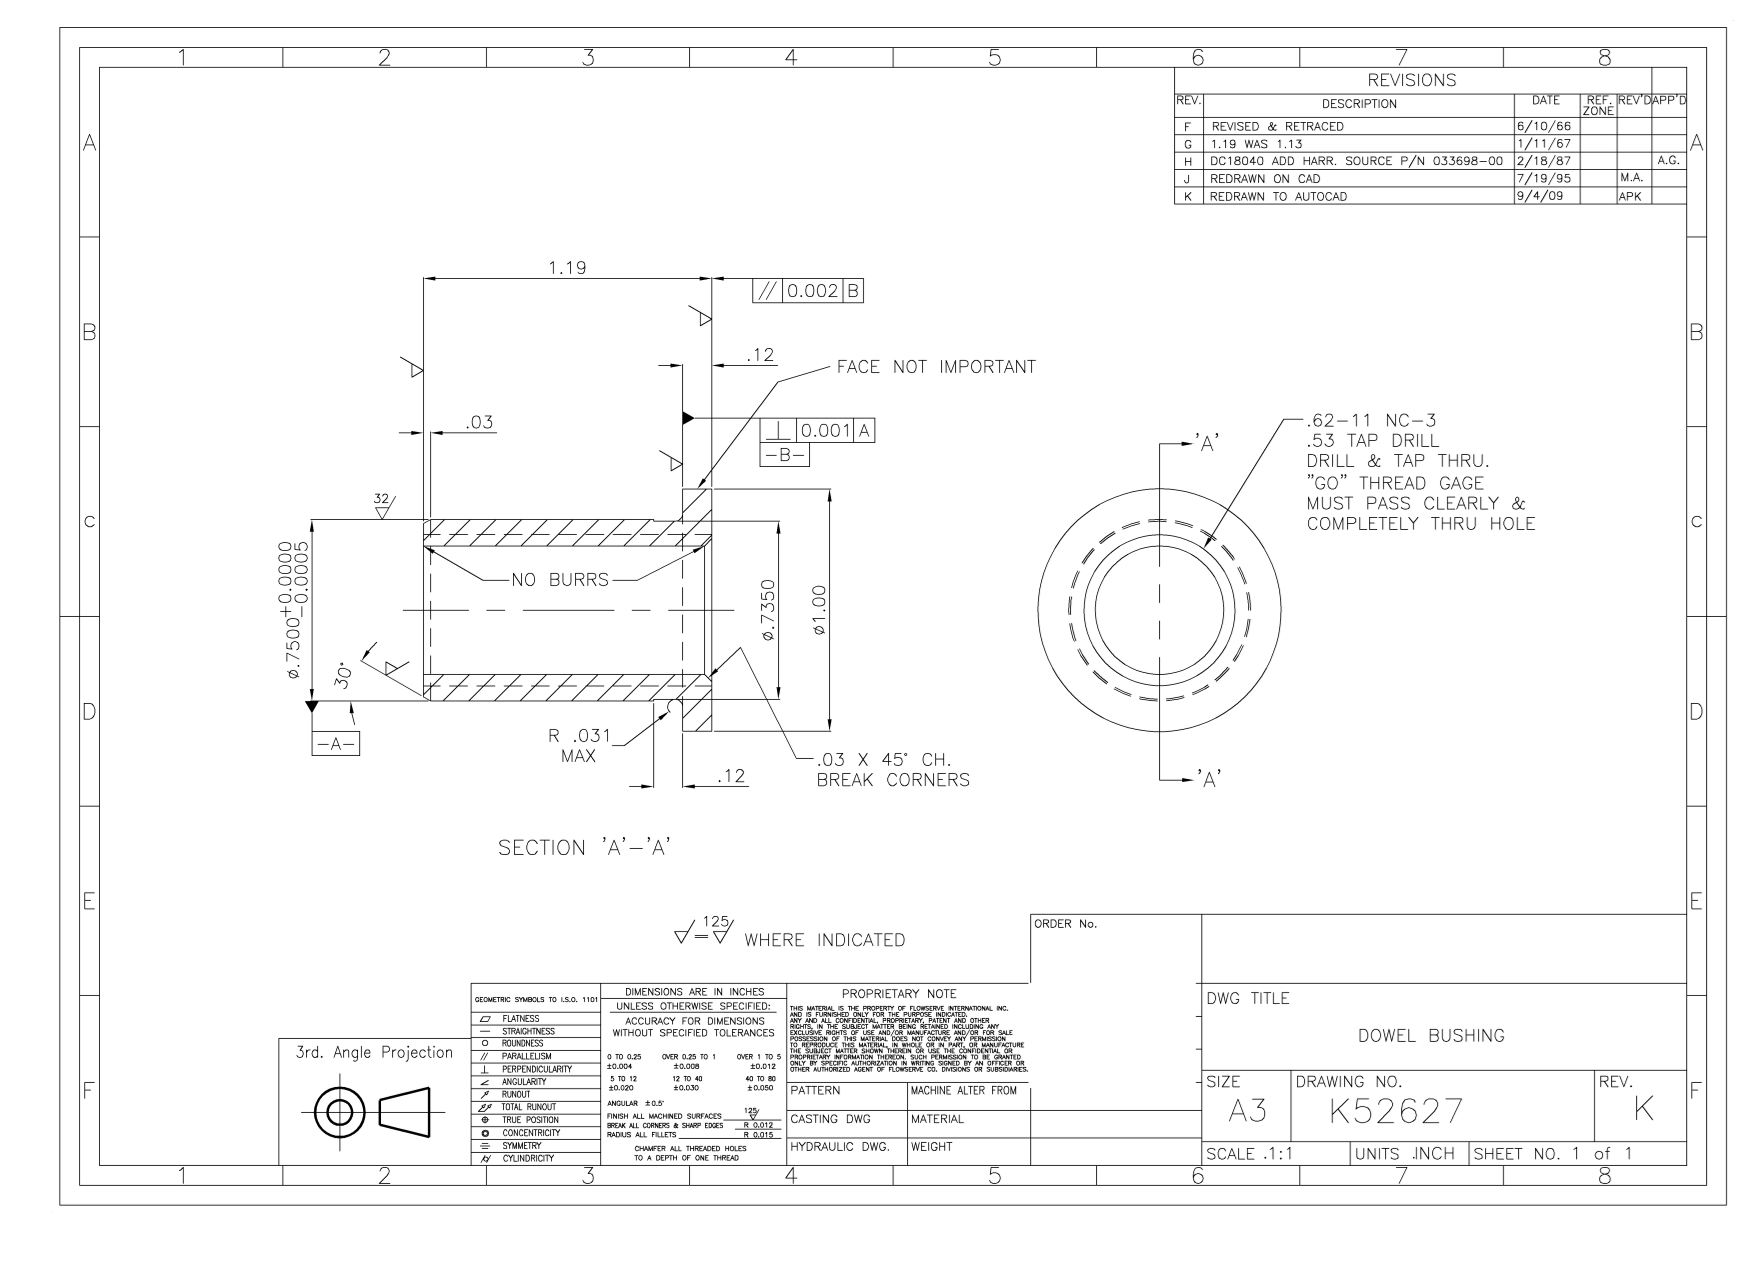 1 2 3 4 5 6 7 8
A
B
C
D
E
F
A
B
C
D
E
F
1 2 3 4 5 6 7 8
REVISIONS
REV. DESCRIPTION DATE REF. ZONE REV'D APP'D
F REVISED & RETRACED 6/10/66
G 1.19 WAS 1.13 1/11/67
H DC18040 ADD HARR. SOURCE P/N 033698-00 2/18/87 A.G.
J REDRAWN ON CAD 7/19/95 M.A.
K REDRAWN TO AUTOCAD 9/4/09 APK
1.19
// 0.002 B
.12
FACE NOT IMPORTANT
.03
⊥ 0.001 A
-B-
32/
NO BURRS
ø.7500 +0.0000 -0.0005
30°
-A-
ø.7350
ø1.00
R .031
MAX
.12
.03 X 45° CH.
BREAK CORNERS
SECTION 'A'-'A'
'A'
'A'
.62-11 NC-3
.53 TAP DRILL
DRILL & TAP THRU.
"GO" THREAD GAGE
MUST PASS CLEARLY &
COMPLETELY THRU HOLE
125/
= WHERE INDICATED
3rd. Angle Projection
GEOMETRIC SYMBOLS TO I.S.O. 1101
FLATNESS
STRAIGHTNESS
ROUNDNESS
PARALLELISM
PERPENDICULARITY
ANGULARITY
RUNOUT
TOTAL RUNOUT
TRUE POSITION
CONCENTRICITY
SYMMETRY
CYLINDRICITY
DIMENSIONS ARE IN INCHES
UNLESS OTHERWISE SPECIFIED:
ACCURACY FOR DIMENSIONS
WITHOUT SPECIFIED TOLERANCES
0 TO 0.25 OVER 0.25 TO 1 OVER 1 TO 5
±0.004 ±0.008 ±0.012
5 TO 12 12 TO 40 40 TO 80
±0.020 ±0.030 ±0.050
ANGULAR ±0.5°
FINISH ALL MACHINED SURFACES 125/
BREAK ALL CORNERS & SHARP EDGES R 0.012
RADIUS ALL FILLETS R 0.015
CHAMFER ALL THREADED HOLES
TO A DEPTH OF ONE THREAD
PROPRIETARY NOTE
THIS MATERIAL IS THE PROPERTY OF FLOWSERVE INTERNATIONAL INC.
AND IS FURNISHED ONLY FOR THE PURPOSE INDICATED.
ANY AND ALL CONFIDENTIAL, PROPRIETARY, PATENT AND OTHER
RIGHTS, IN THE SUBJECT MATTER BEING RETAINED INCLUDING ANY
EXCLUSIVE RIGHTS OF USE AND/OR MANUFACTURE AND/OR FOR SALE
POSSESSION OF THIS MATERIAL DOES NOT CONVEY ANY PERMISSION
TO REPRODUCE THIS MATERIAL, IN WHOLE OR IN PART, OR MANUFACTURE
THE SUBJECT MATTER SHOWN THEREIN OR USE THE CONFIDENTIAL OR
PROPRIETARY INFORMATION THEREON. SUCH PERMISSION TO BE GRANTED
ONLY BY SPECIFIC AUTHORIZATION IN WRITING SIGNED BY AN OFFICER OR
OTHER AUTHORIZED AGENT OF FLOWSERVE CO. DIVISIONS OR SUBSIDIARIES.
PATTERN MACHINE ALTER FROM
CASTING DWG MATERIAL
HYDRAULIC DWG. WEIGHT
ORDER No.
DWG TITLE
DOWEL BUSHING
SIZE DRAWING NO. REV.
A3 K52627 K
SCALE .1:1 UNITS .INCH SHEET NO. 1 of 1